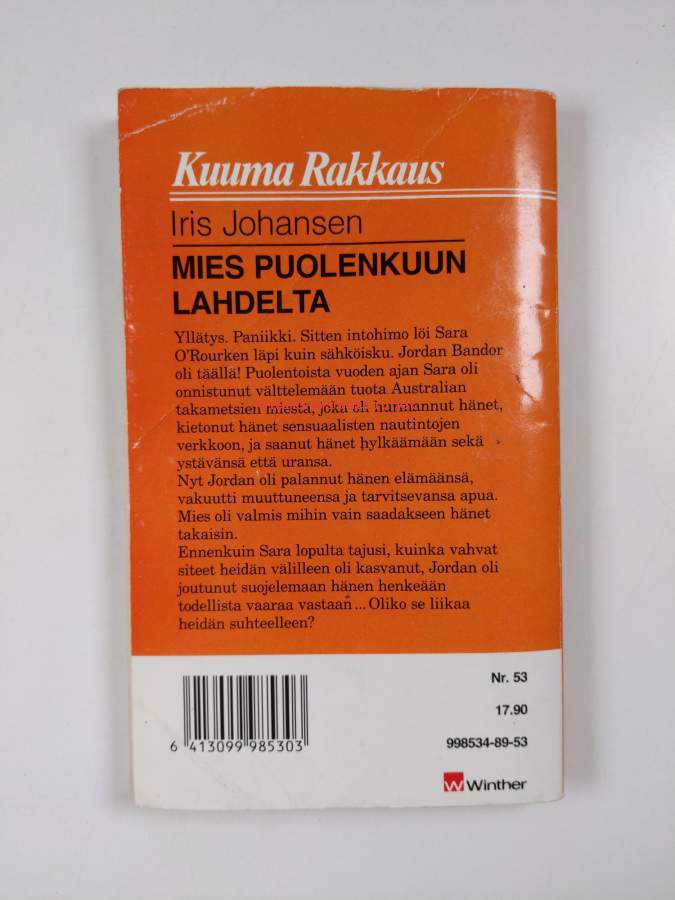 Kuuma Rakkaus
Iris Johansen
MIES PUOLENKUUN
LAHDELTA
Yllätys. Paniikki. Sitten intohimo löi Sara
O'Rourken läpi kuin sähköisku. Jordan Bandor
oli täällä! Puolentoista vuoden ajan Sara oli
onnistunut välttelemään tuota Australian
takametsien miestä, joka oli hurmannut hänet,
kietonut hänet sensuaalisten nautintojen
verkkoon, ja saanut hänet hylkäämään sekä
ystävänsä että uransa.
Nyt Jordan oli palannut hänen elämäänsä,
vakuutti muuttuneensa ja tarvitsevansa apua.
Mies oli valmis mihin vain saadakseen hänet
takaisin.
Ennenkuin Sara lopulta tajusi, kuinka vahvat
siteet heidän välilleen oli kasvanut, Jordan oli
joutunut suojelemaan hänen henkeään
todellista vaaraa vastaan ... Oliko se liikaa
heidän suhteelleen?
Nr. 53
17.90
6 413099 985303
998534-89-53
Winther